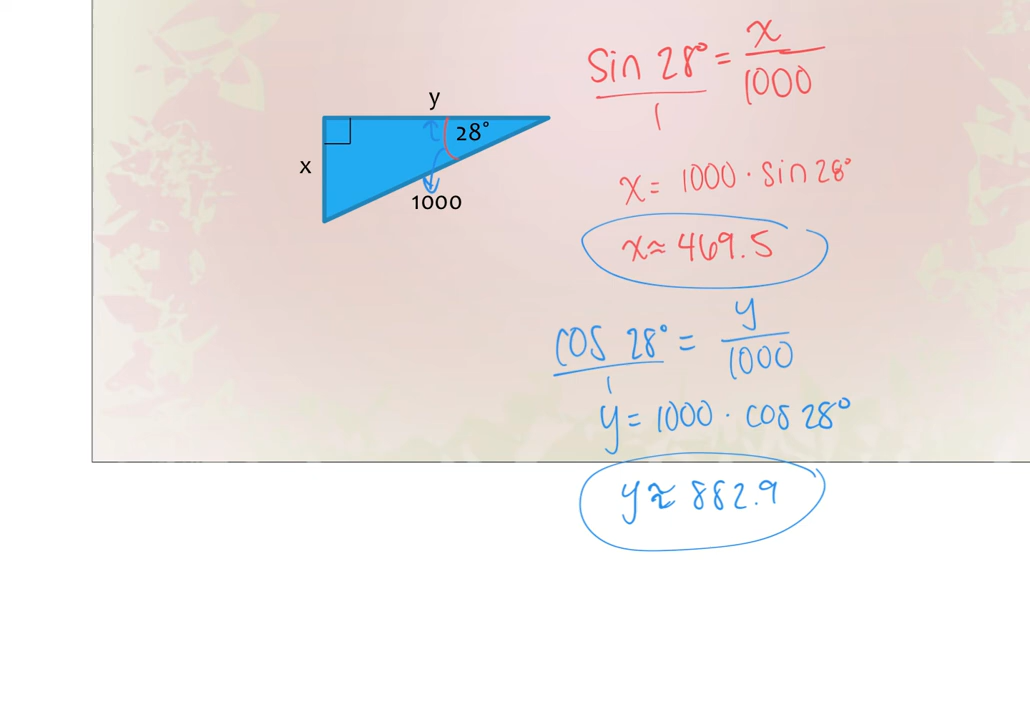 y
28°
x
1000
sin 28° = x
1 1000
x = 1000 · sin 28°
x ≈ 469.5
cos 28° = y
1 1000
y = 1000 · cos 28°
y ≈ 882.9